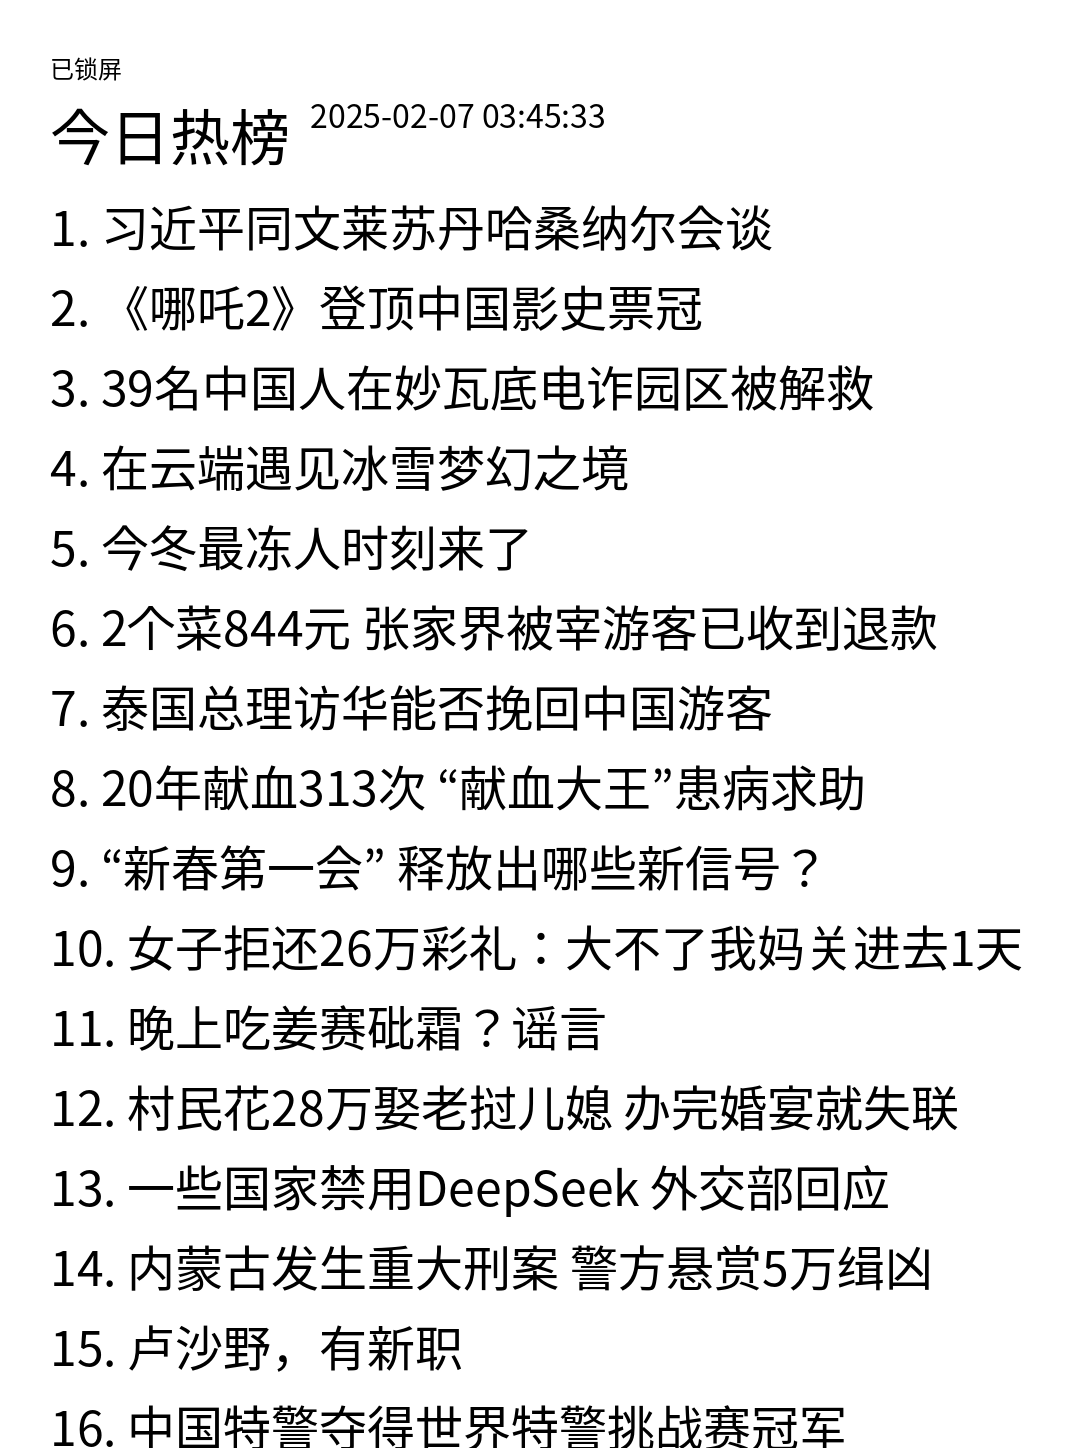 已锁屏
今日热榜 2025-02-07 03:45:33
1. 习近平同文莱苏丹哈桑纳尔会谈
2. 《哪吒2》登顶中国影史票冠
3. 39名中国人在妙瓦底电诈园区被解救
4. 在云端遇见冰雪梦幻之境
5. 今冬最冻人时刻来了
6. 2个菜844元 张家界被宰游客已收到退款
7. 泰国总理访华能否挽回中国游客
8. 20年献血313次 “献血大王”患病求助
9. “新春第一会” 释放出哪些新信号？
10. 女子拒还26万彩礼：大不了我妈关进去1天
11. 晚上吃姜赛砒霜？谣言
12. 村民花28万娶老挝儿媳 办完婚宴就失联
13. 一些国家禁用DeepSeek 外交部回应
14. 内蒙古发生重大刑案 警方悬赏5万缉凶
15. 卢沙野，有新职
16. 中国特警夺得世界特警挑战赛冠军